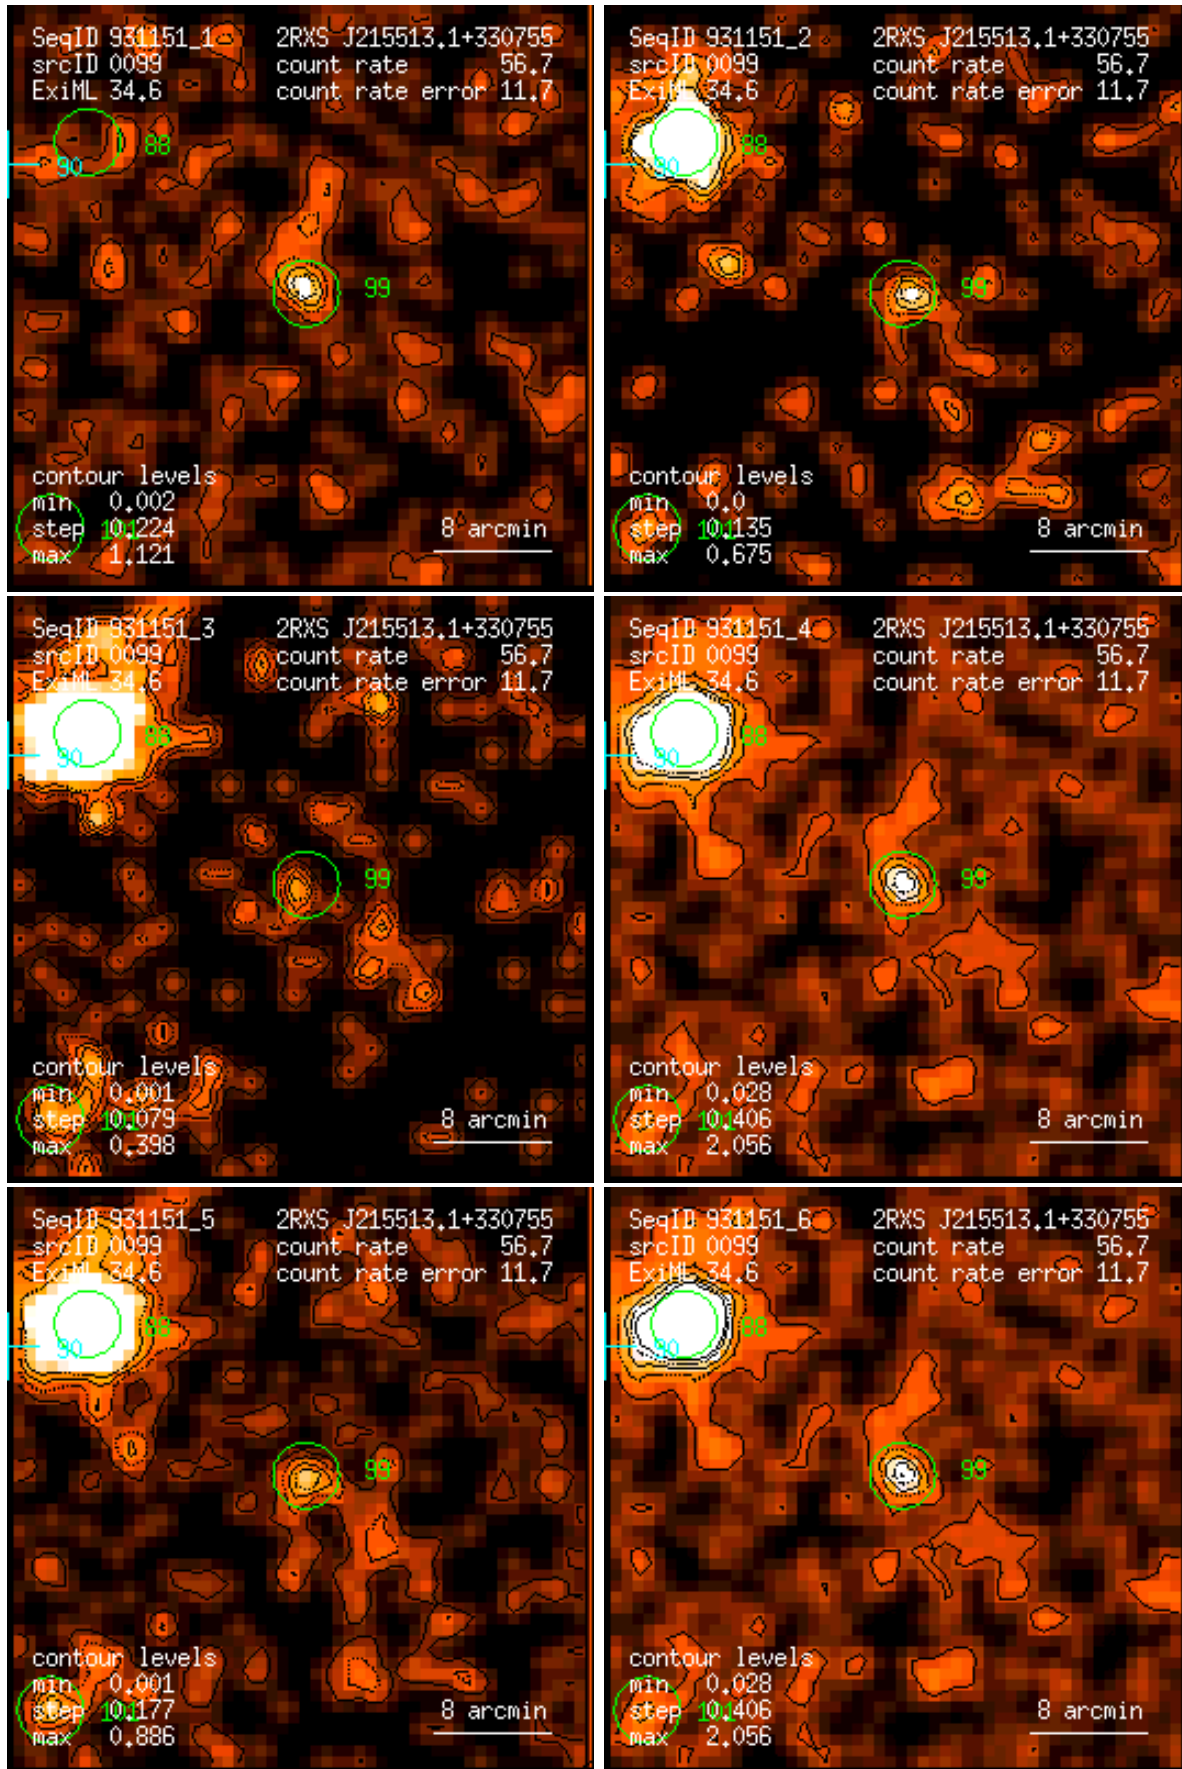 SeqID 931151_1 2RXS J215513.1+330755
srcID 0099 count rate 56.7
ExiML 34.6 count rate error 11.7
88
90
99
contour levels
min 0.002
step 0.224 101 8 arcmin
max 1.121
SeqID 931151_2 2RXS J215513.1+330755
srcID 0099 count rate 56.7
ExiML 34.6 count rate error 11.7
88
90
99
contour levels
min 0.0
step 0.135 101 8 arcmin
max 0.675
SeqID 931151_3 2RXS J215513.1+330755
srcID 0099 count rate 56.7
ExiML 34.6 count rate error 11.7
88
90
99
contour levels
min 0.001
step 0.079 101 8 arcmin
max 0.398
SeqID 931151_4 2RXS J215513.1+330755
srcID 0099 count rate 56.7
ExiML 34.6 count rate error 11.7
88
90
99
contour levels
min 0.028
step 0.406 101 8 arcmin
max 2.056
SeqID 931151_5 2RXS J215513.1+330755
srcID 0099 count rate 56.7
ExiML 34.6 count rate error 11.7
88
90
99
contour levels
min 0.001
step 0.177 101 8 arcmin
max 0.886
SeqID 931151_6 2RXS J215513.1+330755
srcID 0099 count rate 56.7
ExiML 34.6 count rate error 11.7
88
90
99
contour levels
min 0.028
step 0.406 101 8 arcmin
max 2.056